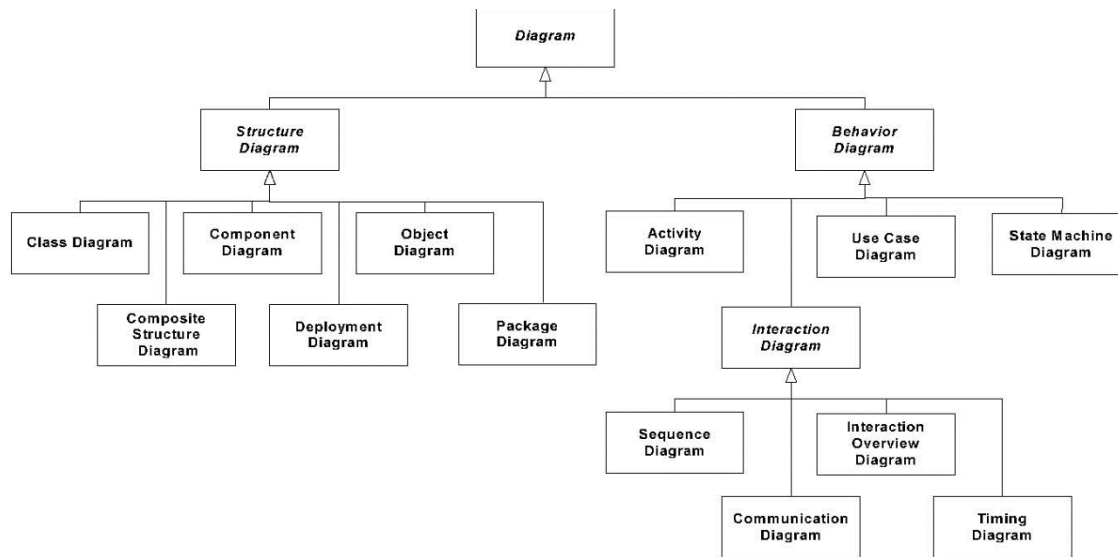 Diagram
Structure
Diagram
Behavior
Diagram
Class Diagram
Component
Diagram
Object
Diagram
Activity
Diagram
Use Case
Diagram
State Machine
Diagram
Composite
Structure
Diagram
Deployment
Diagram
Package
Diagram
Interaction
Diagram
Sequence
Diagram
Interaction
Overview
Diagram
Communication
Diagram
Timing
Diagram